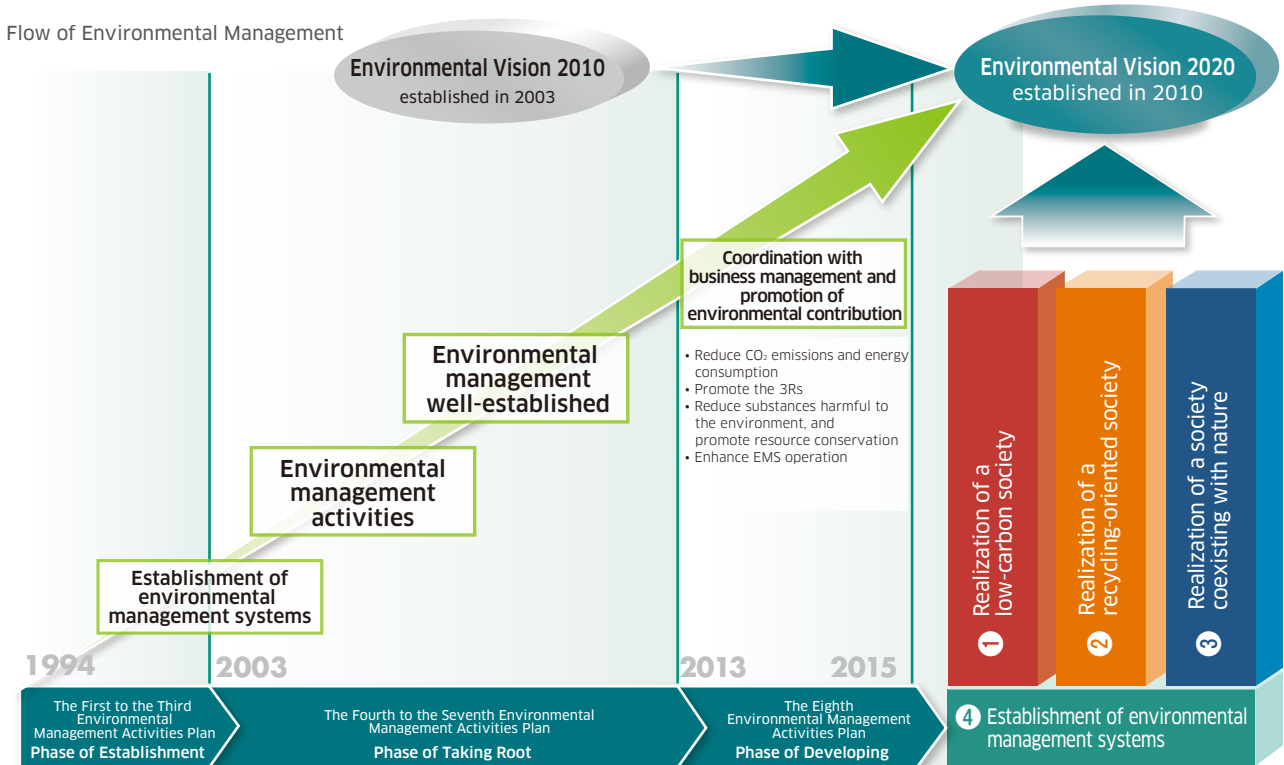 Flow of Environmental Management
Environmental Vision 2010
established in 2003
Environmental Vision 2020
established in 2010
Coordination with
business management and
promotion of
environmental contribution
• Reduce CO₂ emissions and energy
consumption
• Promote the 3Rs
• Reduce substances harmful to
the environment, and
promote resource conservation
• Enhance EMS operation
Environmental
management
well-established
Environmental
management
activities
Establishment of
environmental
management systems
1994
2003
2013
2015
The First to the Third
Environmental
Management Activities Plan
Phase of Establishment
The Fourth to the Seventh Environmental
Management Activities Plan
Phase of Taking Root
The Eighth
Environmental Management
Activities Plan
Phase of Developing
❶ Realization of a
low-carbon society
❷ Realization of a
recycling-oriented society
❸ Realization of a society
coexisting with nature
❹ Establishment of environmental
management systems